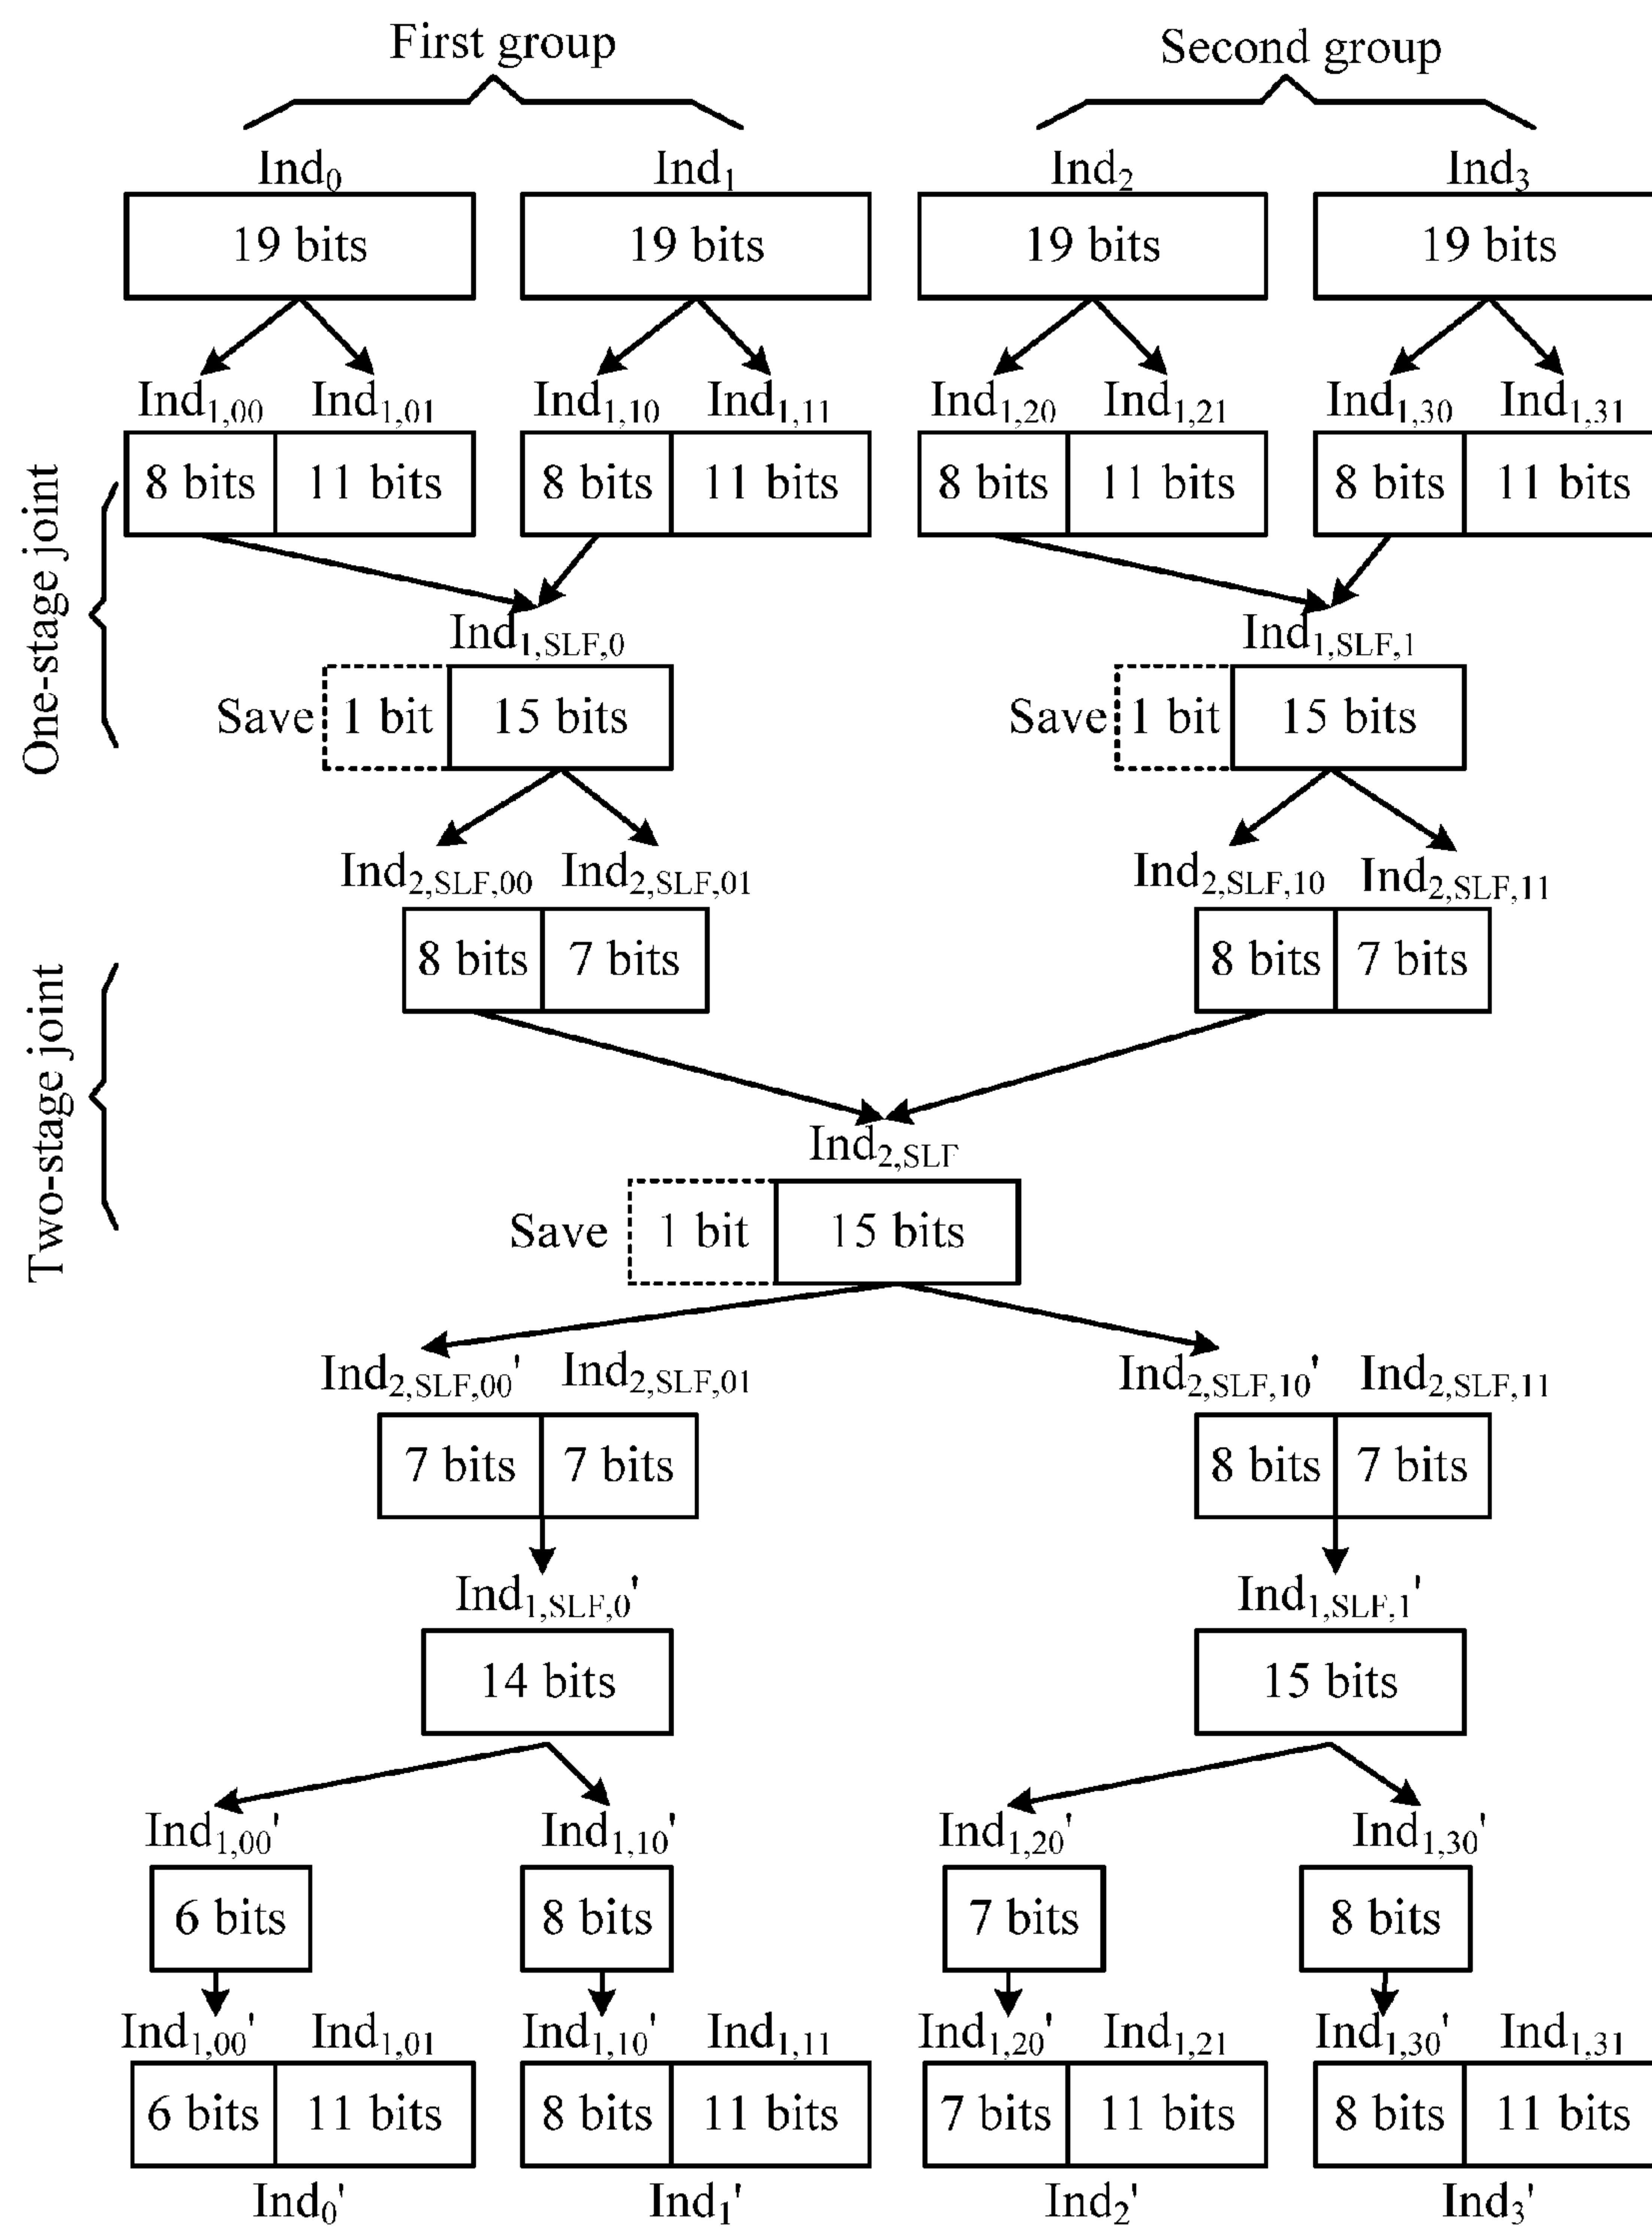 First group Second group
Ind₀ Ind₁ Ind₂ Ind₃
19 bits 19 bits 19 bits 19 bits
Ind₁,₀₀ Ind₁,₀₁ Ind₁,₁₀ Ind₁,₁₁ Ind₁,₂₀ Ind₁,₂₁ Ind₁,₃₀ Ind₁,₃₁
8 bits 11 bits 8 bits 11 bits 8 bits 11 bits 8 bits 11 bits
One-stage joint
Ind1,SLF,0 Ind1,SLF,1
Save 1 bit 15 bits Save 1 bit 15 bits
Ind2,SLF,00 Ind2,SLF,01 Ind2,SLF,10 Ind2,SLF,11
8 bits 7 bits 8 bits 7 bits
Two-stage joint
Ind2,SLF
Save 1 bit 15 bits
Ind2,SLF,00' Ind2,SLF,01 Ind2,SLF,10' Ind2,SLF,11
7 bits 7 bits 8 bits 7 bits
Ind1,SLF,0' Ind1,SLF,1'
14 bits 15 bits
Ind₁,₀₀' Ind₁,₁₀' Ind₁,₂₀' Ind₁,₃₀'
6 bits 8 bits 7 bits 8 bits
Ind₁,₀₀' Ind₁,₀₁ Ind₁,₁₀' Ind₁,₁₁ Ind₁,₂₀' Ind₁,₂₁ Ind₁,₃₀' Ind₁,₃₁
6 bits 11 bits 8 bits 11 bits 7 bits 11 bits 8 bits 11 bits
Ind₀' Ind₁' Ind₂' Ind₃'